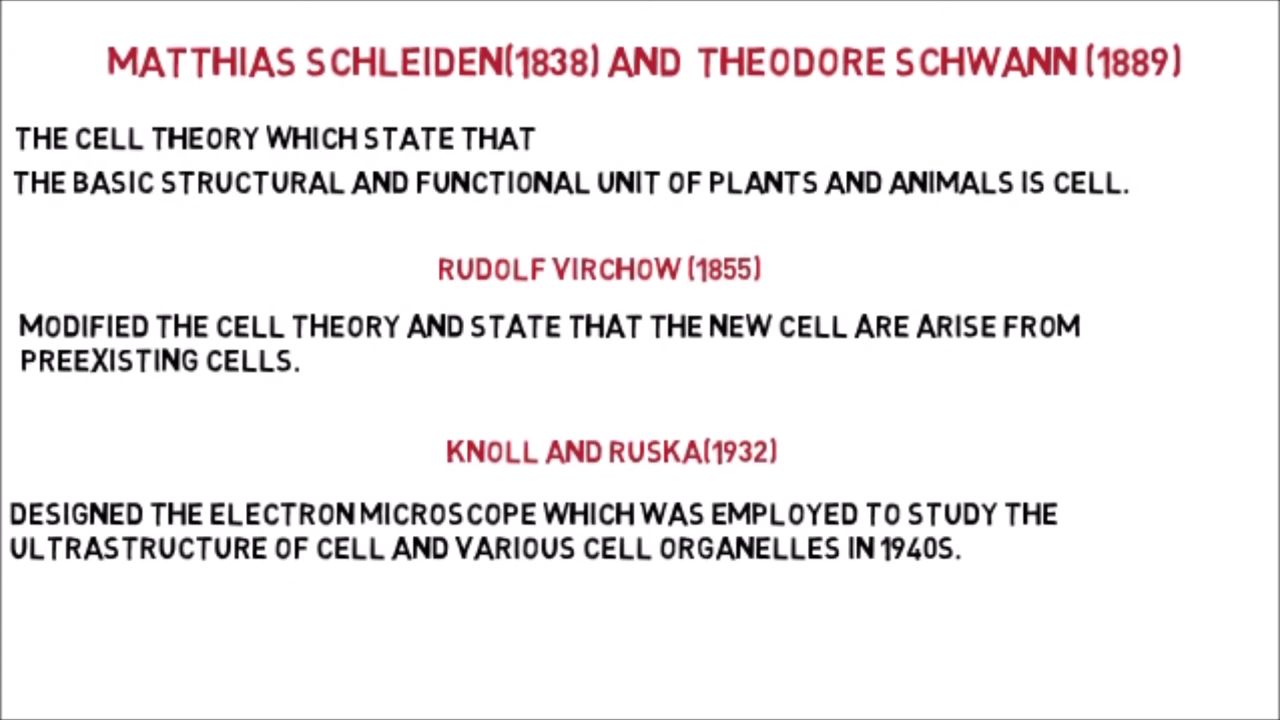 MATTHIAS SCHLEIDEN(1838) AND THEODORE SCHWANN (1889)
THE CELL THEORY WHICH STATE THAT
THE BASIC STRUCTURAL AND FUNCTIONAL UNIT OF PLANTS AND ANIMALS IS CELL.
RUDOLF VIRCHOW (1855)
MODIFIED THE CELL THEORY AND STATE THAT THE NEW CELL ARE ARISE FROM
PREEXISTING CELLS.
KNOLL AND RUSKA(1932)
DESIGNED THE ELECTRON MICROSCOPE WHICH WAS EMPLOYED TO STUDY THE
ULTRASTRUCTURE OF CELL AND VARIOUS CELL ORGANELLES IN 1940S.